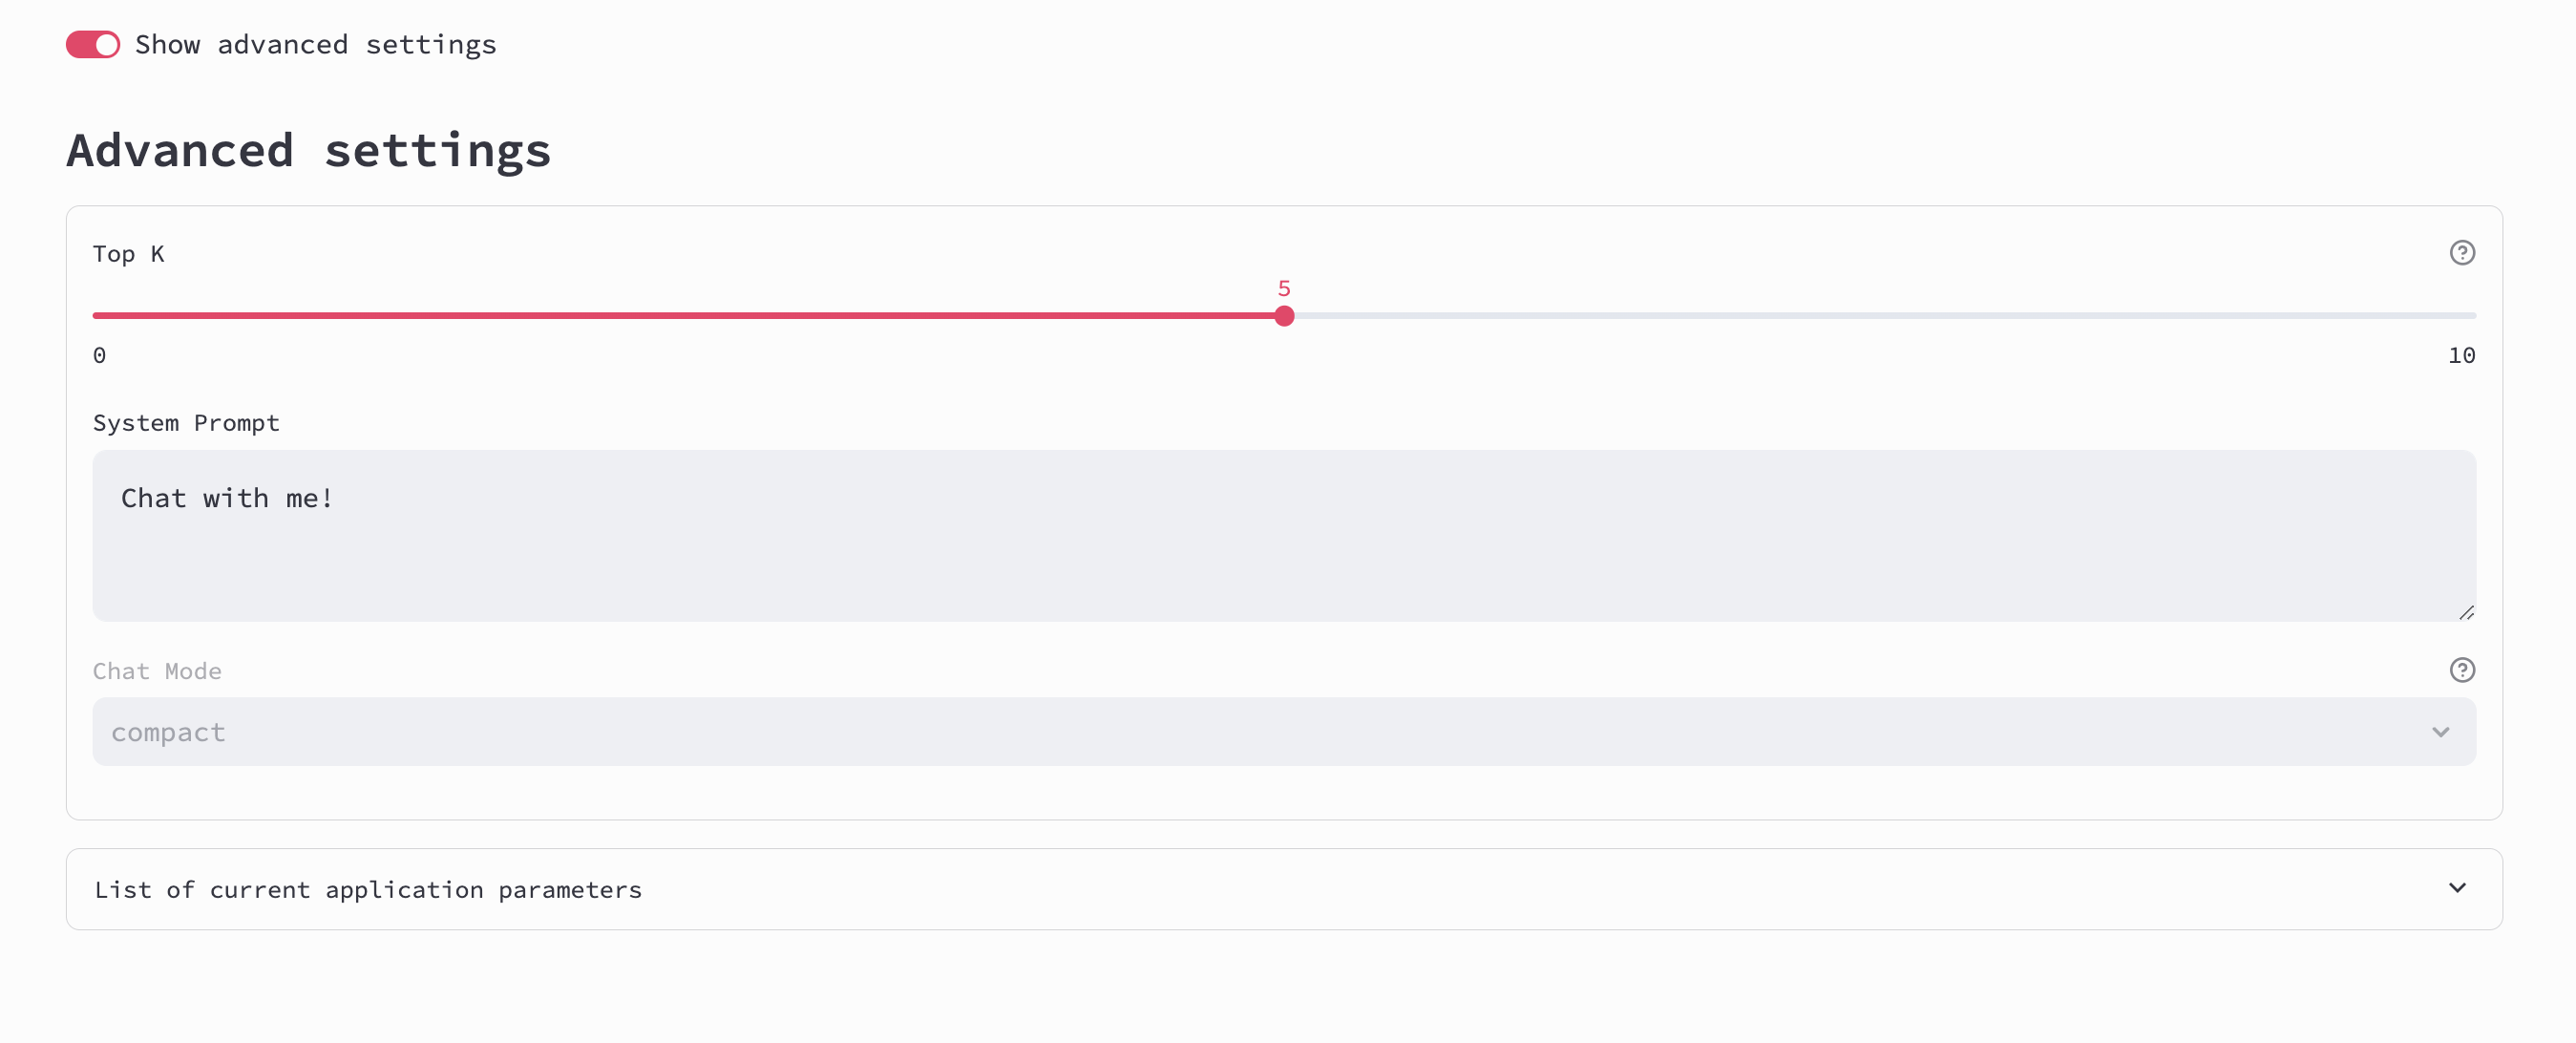 Show advanced settings
Advanced settings
Top K
5
0
10
System Prompt
Chat with me!
Chat Mode
compact
List of current application parameters